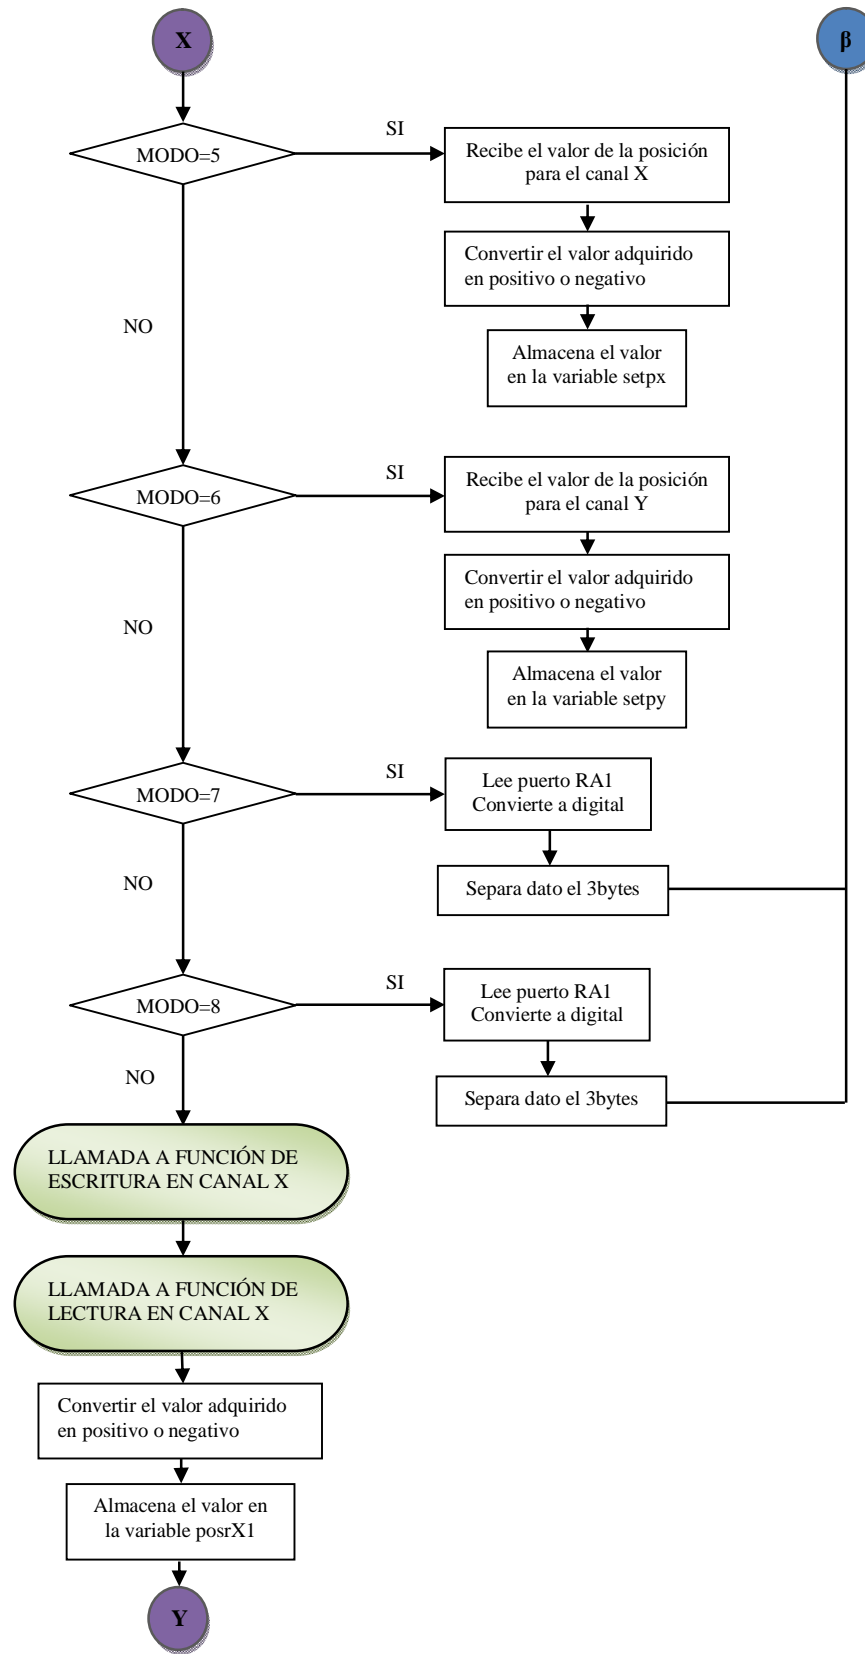 X
β
MODO=5
SI
Recibe el valor de la posición
para el canal X
Convertir el valor adquirido
en positivo o negativo
NO
Almacena el valor
en la variable setpx
MODO=6
SI
Recibe el valor de la posición
para el canal Y
Convertir el valor adquirido
en positivo o negativo
NO
Almacena el valor
en la variable setpy
MODO=7
SI
Lee puerto RA1
Convierte a digital
NO
Separa dato el 3bytes
MODO=8
SI
Lee puerto RA1
Convierte a digital
NO
Separa dato el 3bytes
LLAMADA A FUNCIÓN DE
ESCRITURA EN CANAL X
LLAMADA A FUNCIÓN DE
LECTURA EN CANAL X
Convertir el valor adquirido
en positivo o negativo
Almacena el valor en
la variable posrX1
Y